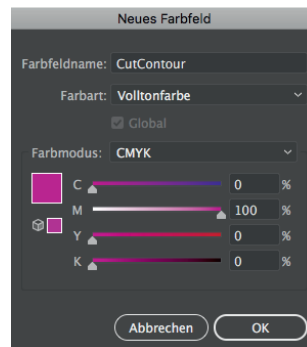 Neues Farbfeld
Farbfeldname: CutContour
Farbart: Volltonfarbe
Global
Farbmodus: CMYK
C 0 %
M 100 %
Y 0 %
K 0 %
Abbrechen OK